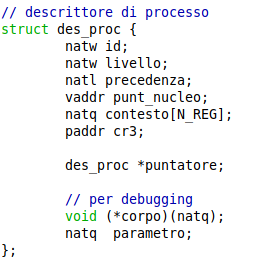 // descrittore di processo
struct des_proc {
        natw id;
        natw livello;
        natl precedenza;
        vaddr punt_nucleo;
        natq contesto[N_REG];
        paddr cr3;

        des_proc *puntatore;

        // per debugging
        void (*corpo)(natq);
        natq  parametro;
};